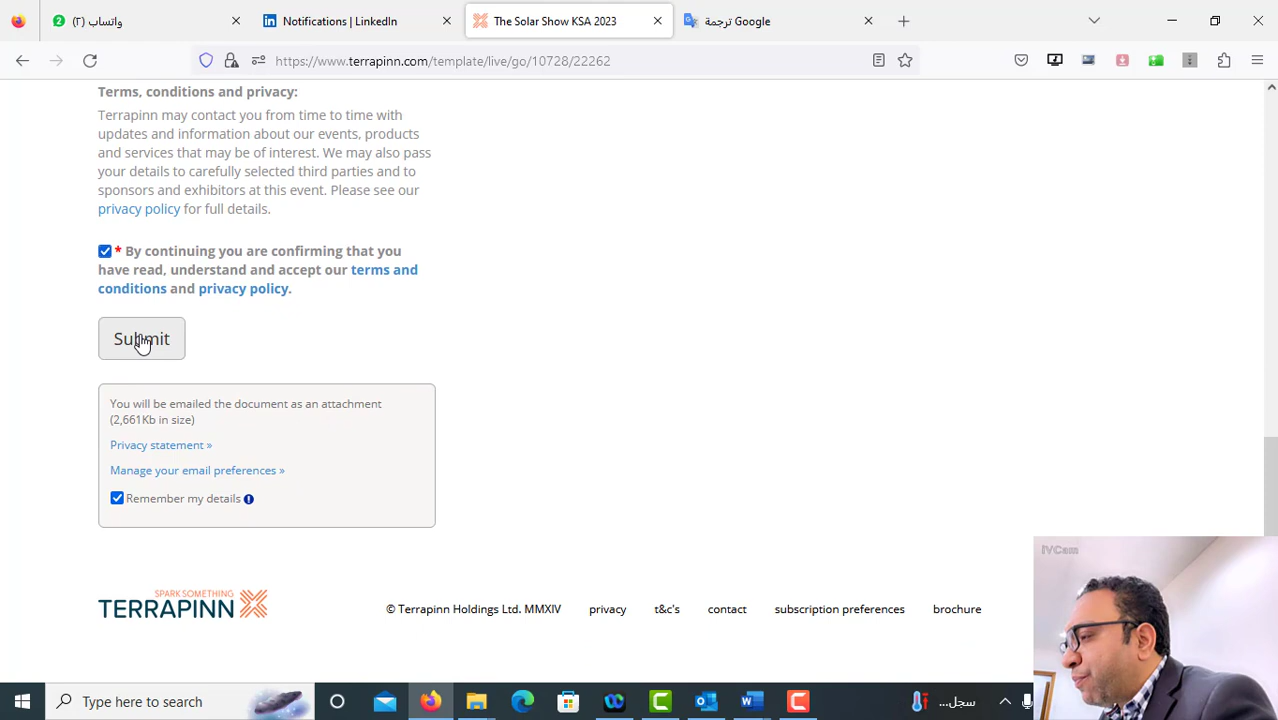 واتساب (٢)
Notifications | LinkedIn
The Solar Show KSA 2023
ترجمة Google
https://www.terrapinn.com/template/live/go/10728/22262
Terms, conditions and privacy:
Terrapinn may contact you from time to time with
updates and information about our events, products
and services that may be of interest. We may also pass
your details to carefully selected third parties and to
sponsors and exhibitors at this event. Please see our
privacy policy for full details.
* By continuing you are confirming that you
have read, understand and accept our terms and
conditions and privacy policy.
Submit
You will be emailed the document as an attachment
(2,661Kb in size)
Privacy statement »
Manage your email preferences »
Remember my details
iVCam
SPARK SOMETHING
TERRAPINN
© Terrapinn Holdings Ltd. MMXIV privacy t&c's contact subscription preferences brochure
Type here to search
سجل...